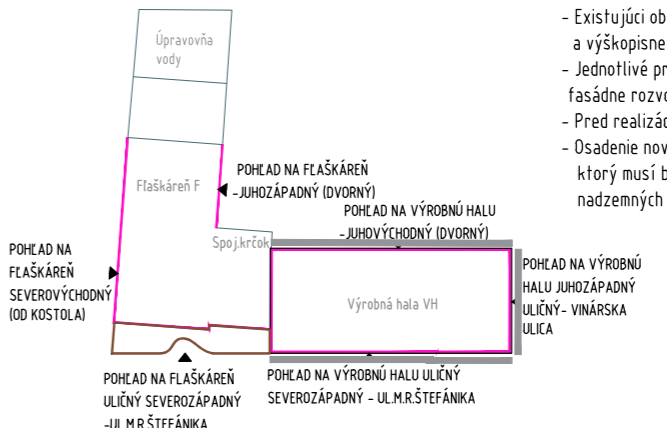 Úpravovňa
vody
Fľaškáreň F
POHĽAD NA FĽAŠKÁREŇ
-JUHOZÁPADNÝ (DVORNÝ)
Spoj.krčok
POHĽAD NA VÝROBNÚ HALU
-JUHOVÝCHODNÝ (DVORNÝ)
POHĽAD NA
FĽAŠKÁREŇ
SEVEROVÝCHODNÝ
(OD KOSTOLA)
Výrobná hala VH
POHĽAD NA VÝROBNÚ
HALU JUHOZÁPADNÝ
ULIČNÝ- VINÁRSKA
ULICA
POHĽAD NA FĽAŠKÁREŇ
ULIČNÝ SEVEROZÁPADNÝ
-UL.M.R.ŠTEFÁNIKA
POHĽAD NA VÝROBNÚ HALU ULIČNÝ
SEVEROZÁPADNÝ - UL.M.R.ŠTEFÁNIKA
- Existujúci ob
a výškopisne
- Jednotlivé pr
fasádne rozvo
- Pred realizác
- Osadenie nov
ktorý musí b
nadzemných